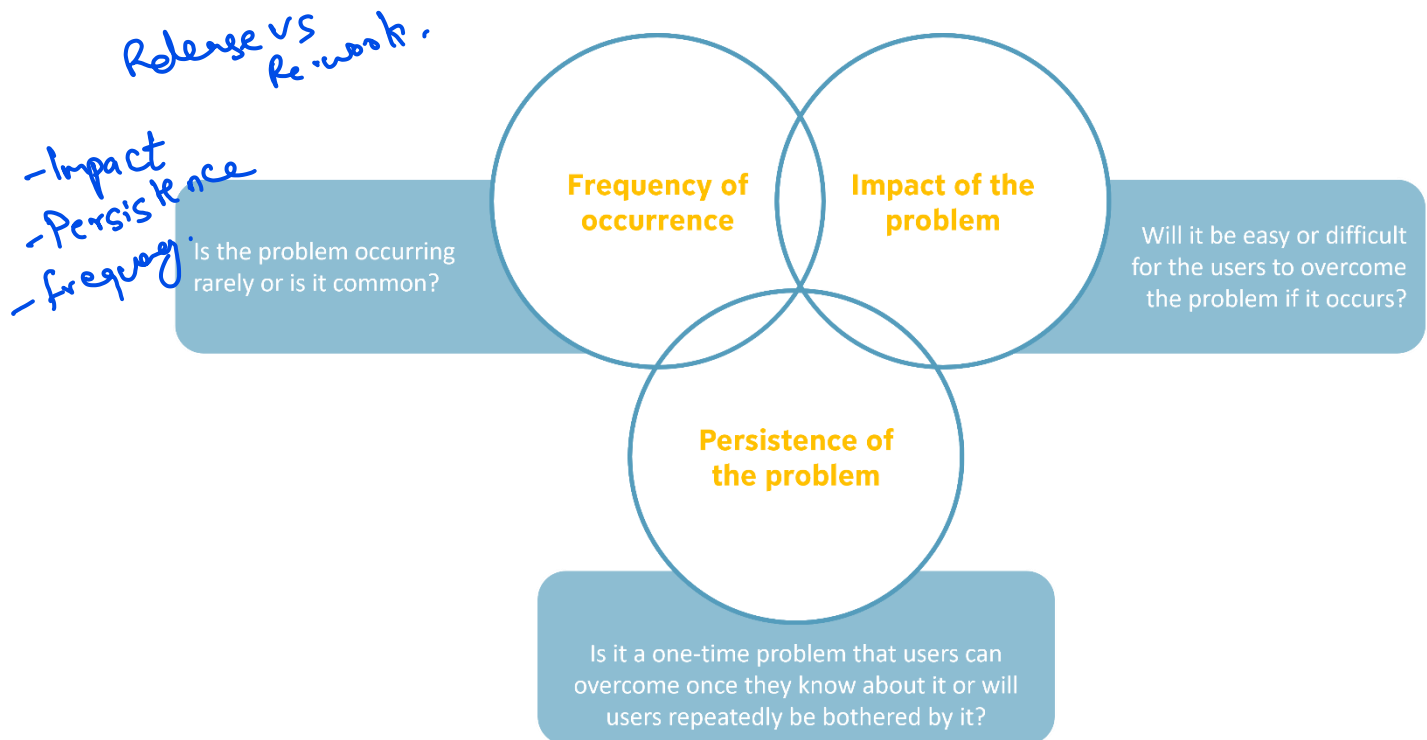 Release vs
Re-work.
-Impact
-Persistence
-frequency.
Frequency of
occurrence
Impact of the
problem
Is the problem occurring
rarely or is it common?
Will it be easy or difficult
for the users to overcome
the problem if it occurs?
Persistence of
the problem
Is it a one-time problem that users can
overcome once they know about it or will
users repeatedly be bothered by it?